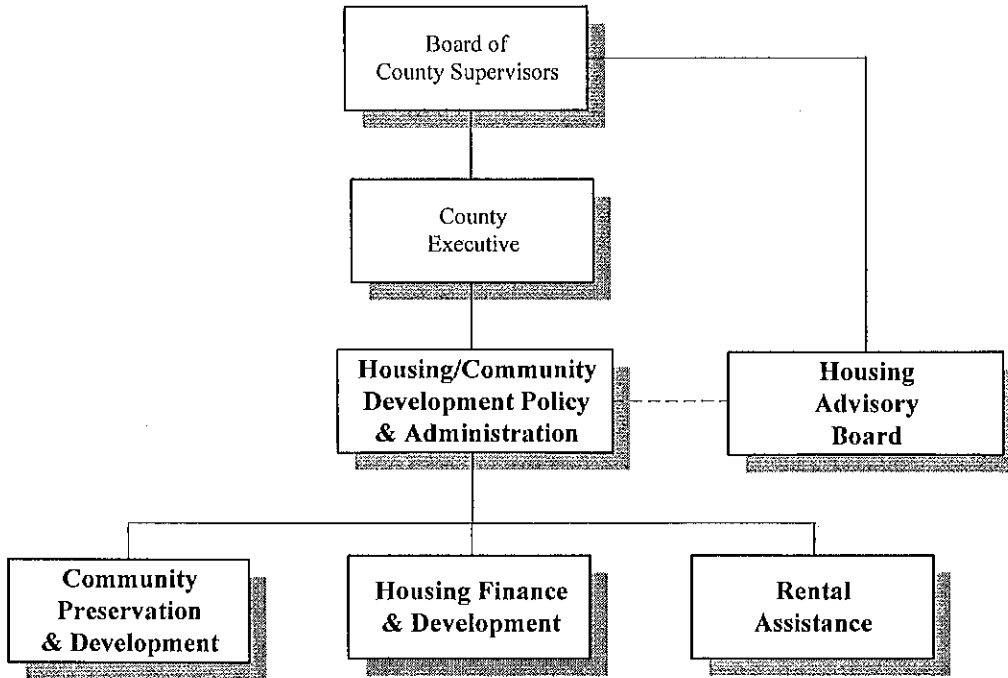 Board of
County Supervisors
County
Executive
Housing/Community
Development Policy
& Administration
Housing
Advisory
Board
Community
Preservation
& Development
Housing Finance
& Development
Rental
Assistance